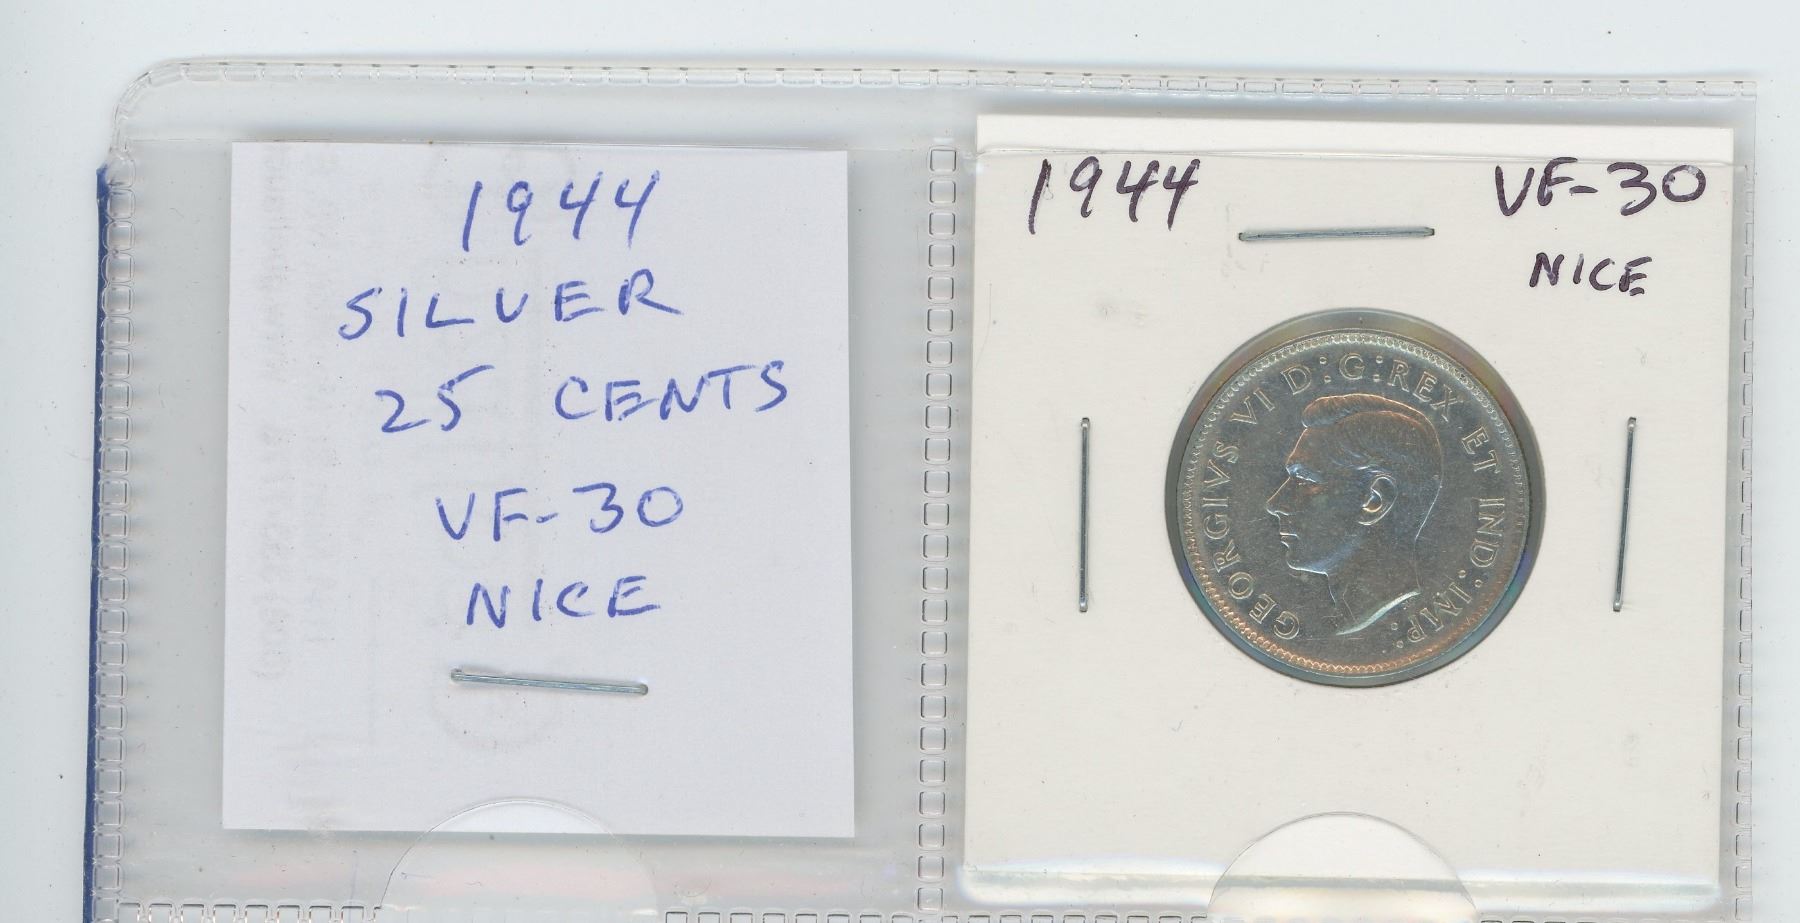 1944
SILVER
25 CENTS
VF-30
NICE
1944 VF-30
NICE
GEORGIVS VI D:G:REX ET IND:IMP: